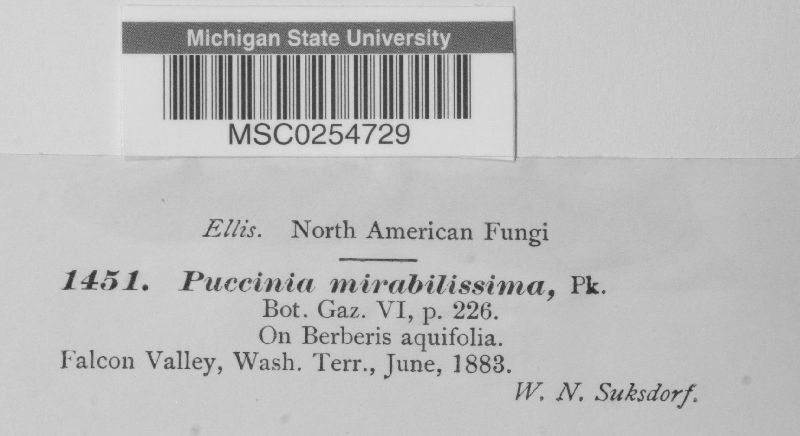 Michigan State University
MSC0254729
Ellis. North American Fungi
1451. Puccinia mirabilissima, Pk.
Bot. Gaz. VI, p. 226.
On Berberis aquifolia.
Falcon Valley, Wash. Terr., June, 1883.
W. N. Suksdorf.